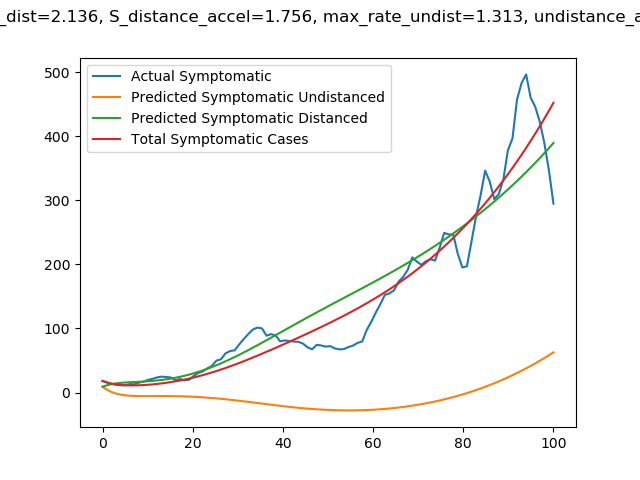 _dist=2.136, S_distance_accel=1.756, max_rate_undist=1.313, undistance_a
Actual Symptomatic
Predicted Symptomatic Undistanced
Predicted Symptomatic Distanced
Total Symptomatic Cases
500
400
300
200
100
0
0 20 40 60 80 100